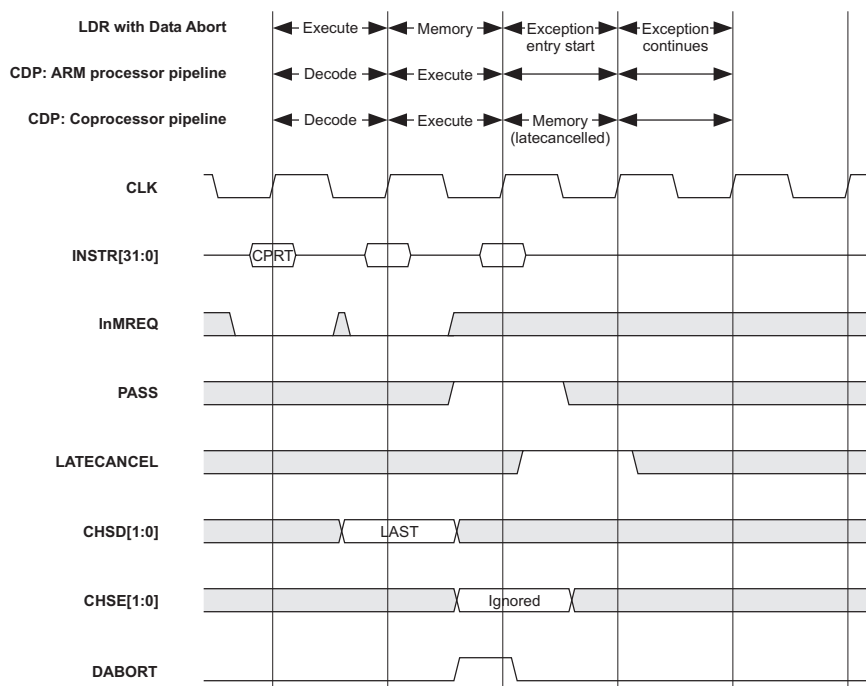 LDR with Data Abort Execute Memory Exception Exception
entry start continues
CDP: ARM processor pipeline Decode Execute
CDP: Coprocessor pipeline Decode Execute Memory
(latecancelled)
CLK
INSTR[31:0] CPRT
InMREQ
PASS
LATECANCEL
CHSD[1:0] LAST
CHSE[1:0] Ignored
DABORT